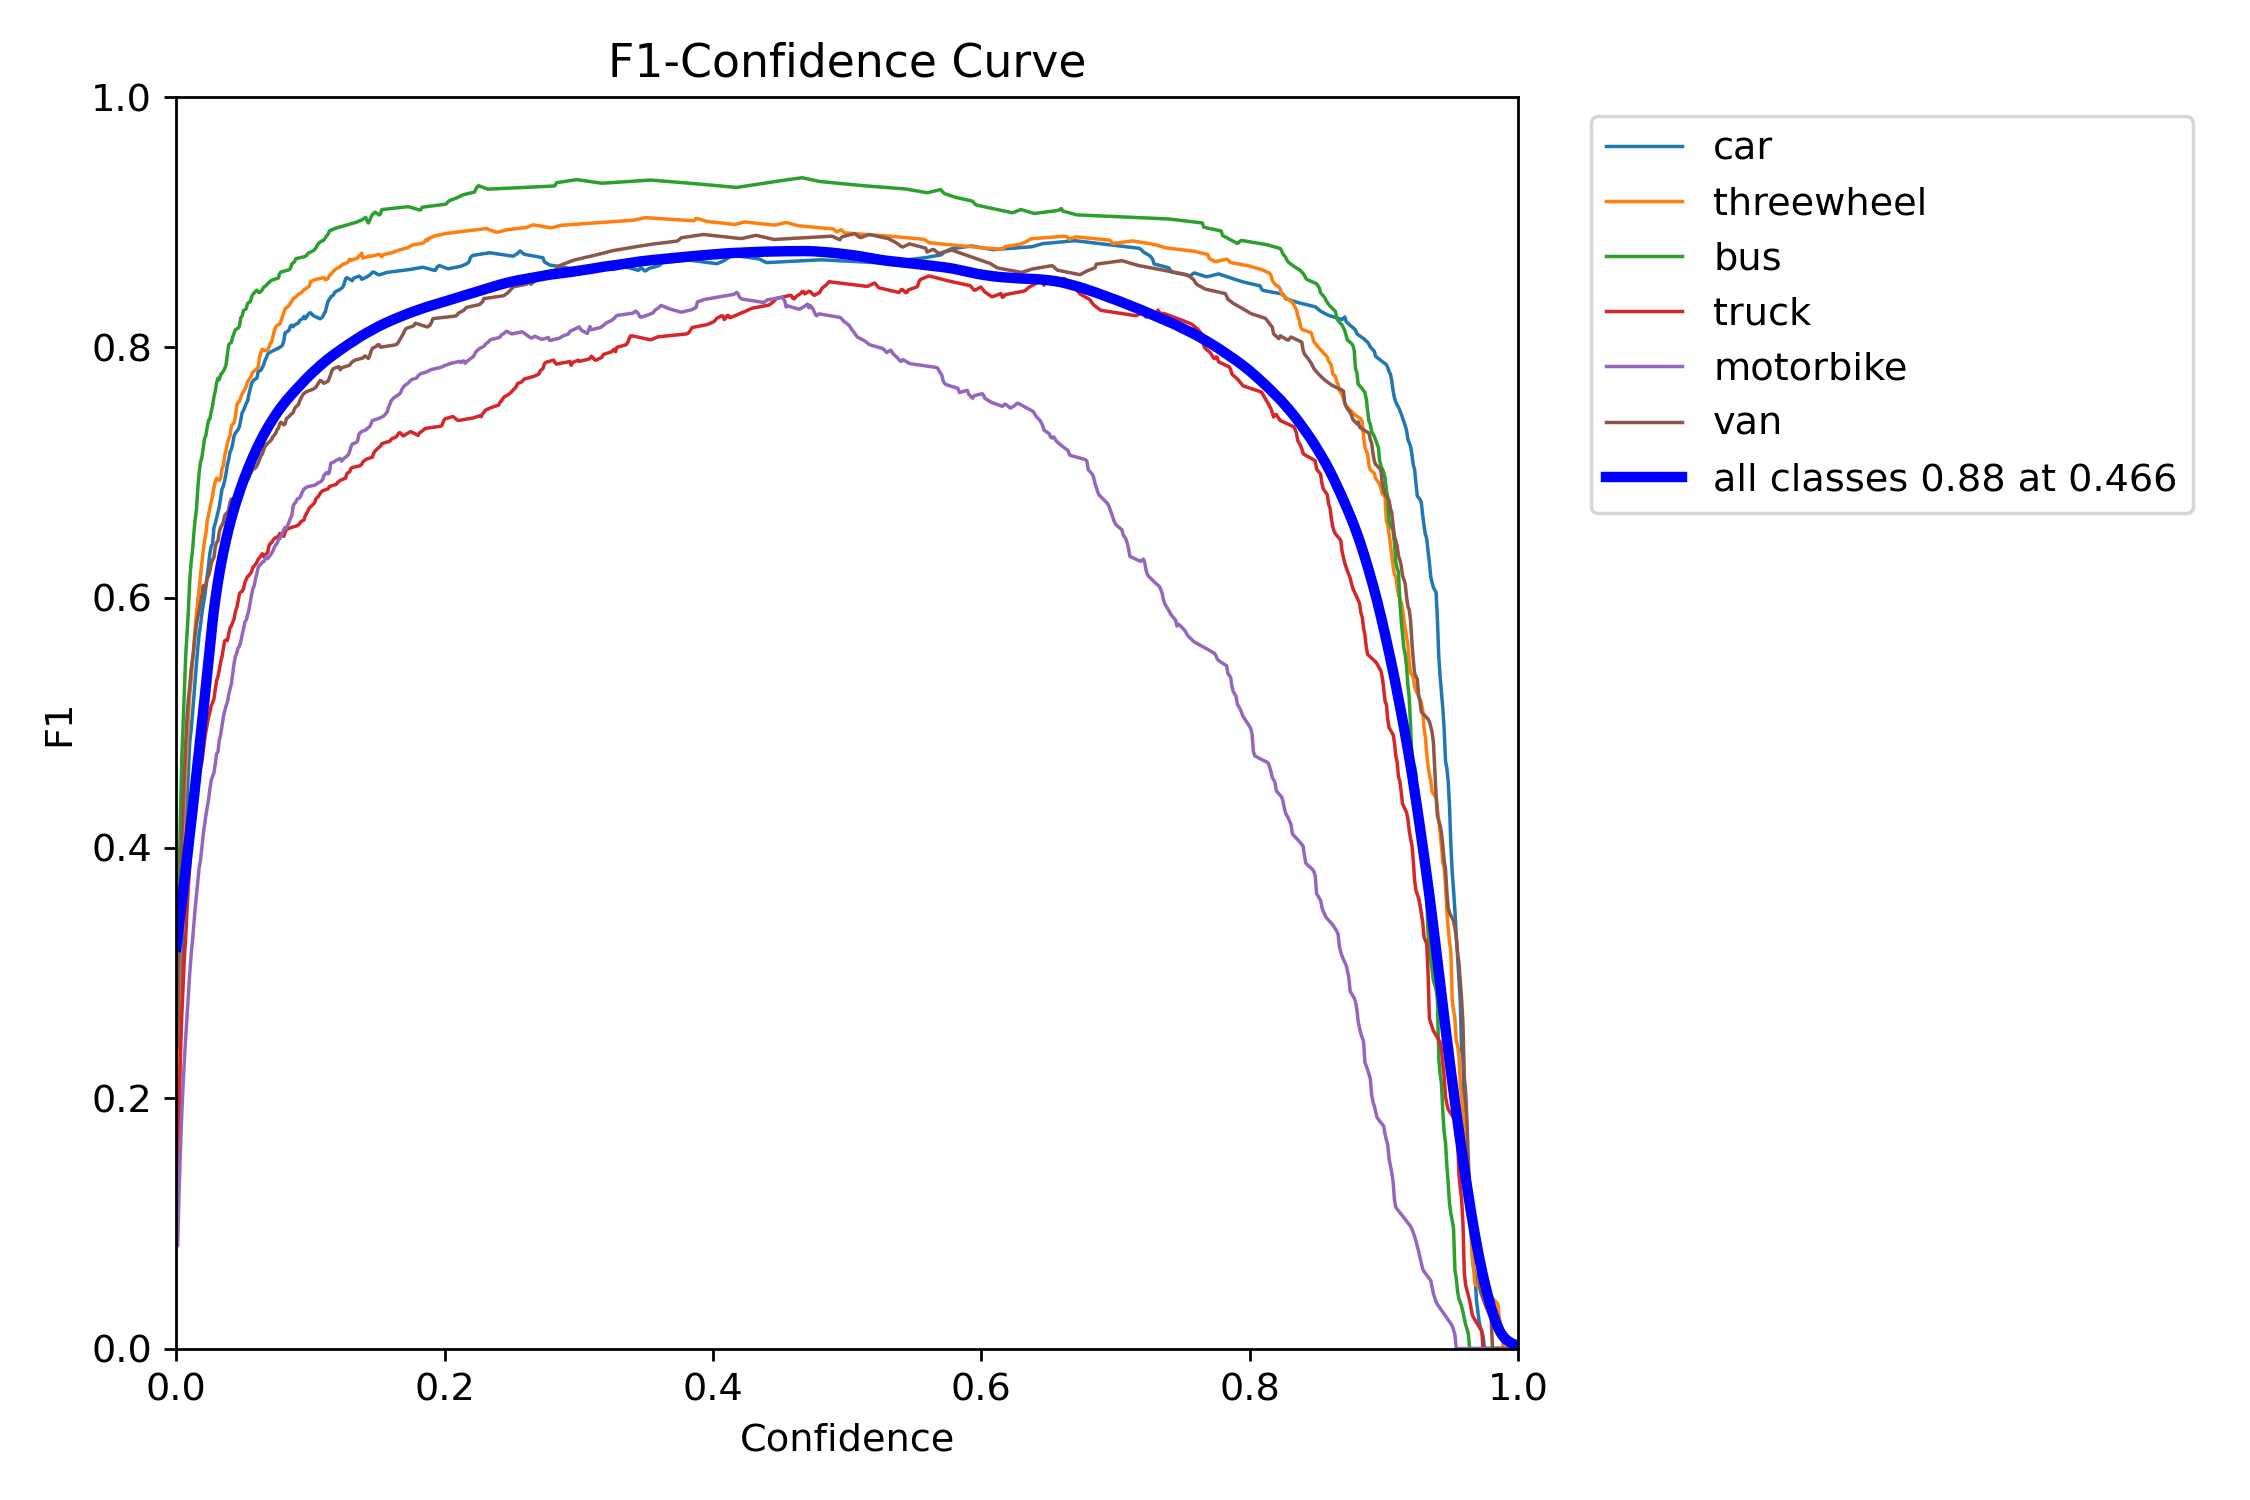 F1-Confidence Curve
1.0
0.8
0.6
0.4
0.2
0.0
F1
0.0 0.2 0.4 0.6 0.8 1.0
Confidence
car
threewheel
bus
truck
motorbike
van
all classes 0.88 at 0.466